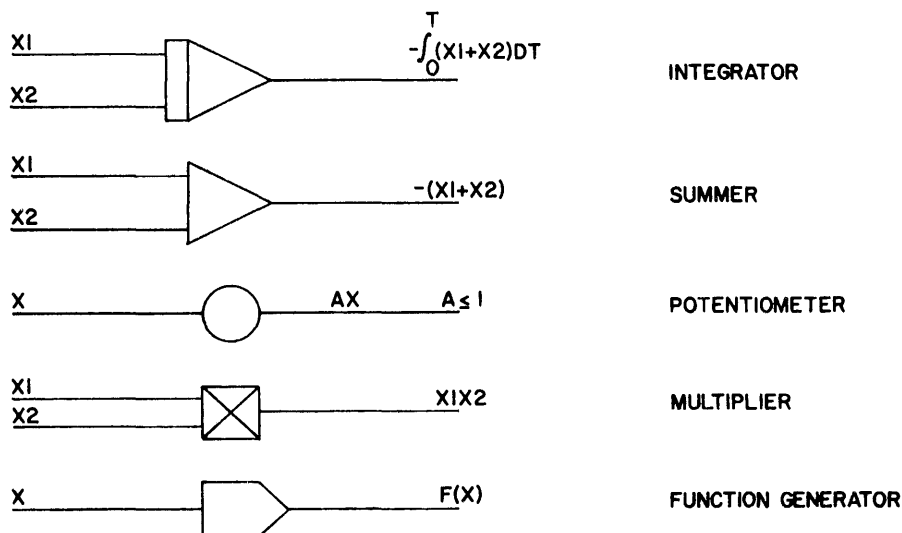 X1
X2
T
-∫(X1+X2)DT
0
INTEGRATOR
X1
X2
-(X1+X2)
SUMMER
X
AX
A≤1
POTENTIOMETER
X1
X2
X1X2
MULTIPLIER
X
F(X)
FUNCTION GENERATOR